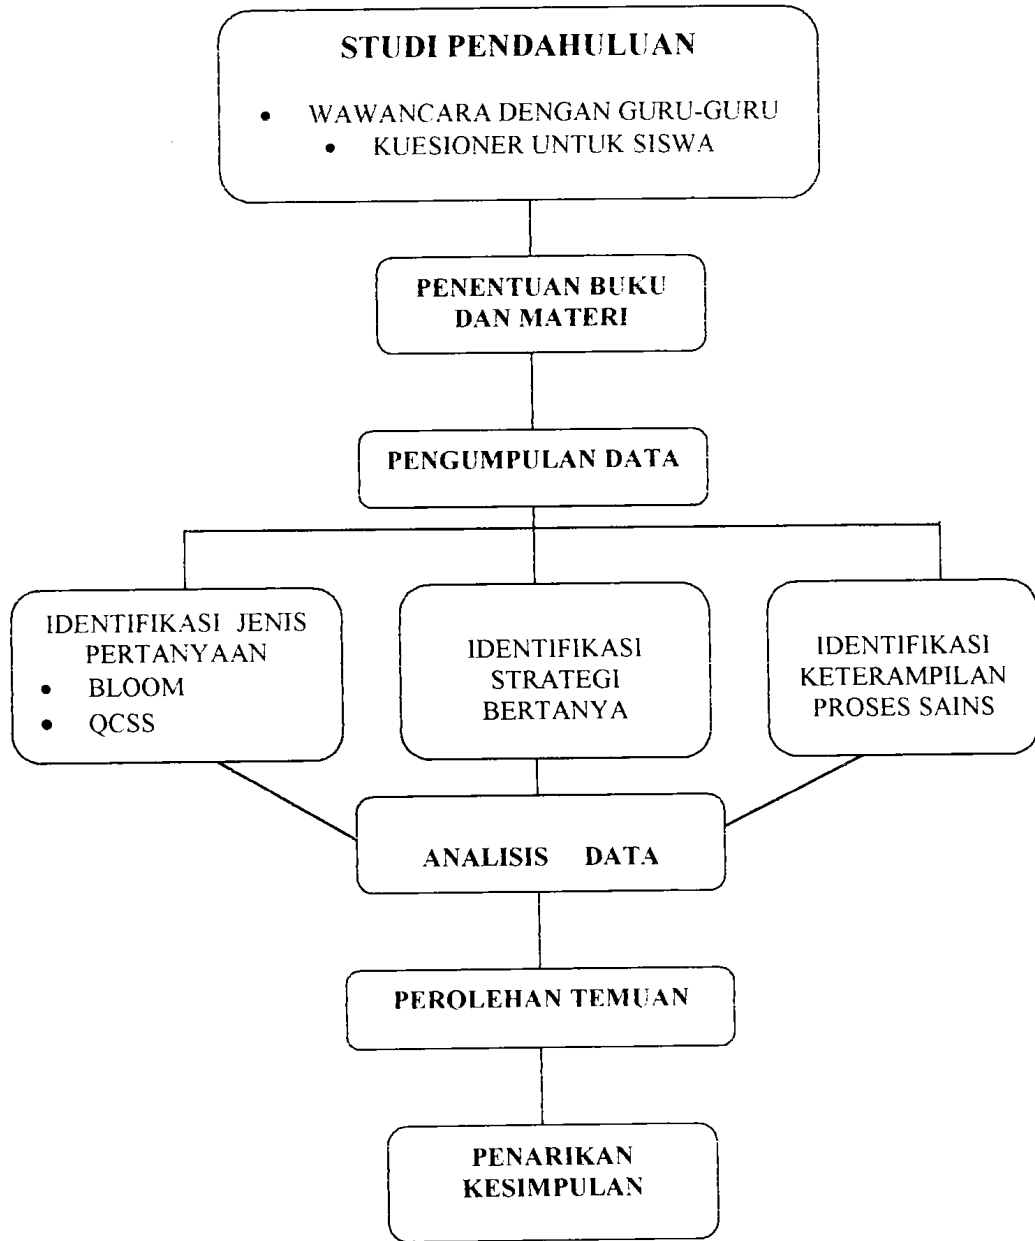 STUDI PENDAHULUAN
• WAWANCARA DENGAN GURU-GURU
• KUESIONER UNTUK SISWA
PENENTUAN BUKU
DAN MATERI
PENGUMPULAN DATA
IDENTIFIKASI JENIS
PERTANYAAN
• BLOOM
• QCSS
IDENTIFIKASI
STRATEGI
BERTANYA
IDENTIFIKASI
KETERAMPILAN
PROSES SAINS
ANALISIS DATA
PEROLEHAN TEMUAN
PENARIKAN
KESIMPULAN